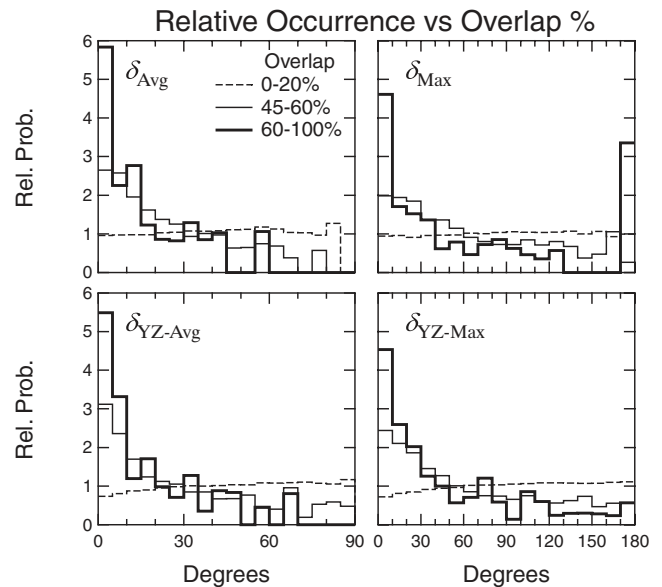 Relative Occurrence vs Overlap %
Rel. Prob.
6
5
4
3
2
1
0
δAvg
Overlap
0-20%
45-60%
60-100%
δMax
Rel. Prob.
6
5
4
3
2
1
0
δYZ-Avg
δYZ-Max
0 30 60 90
0 30 60 90 120 150 180
Degrees
Degrees